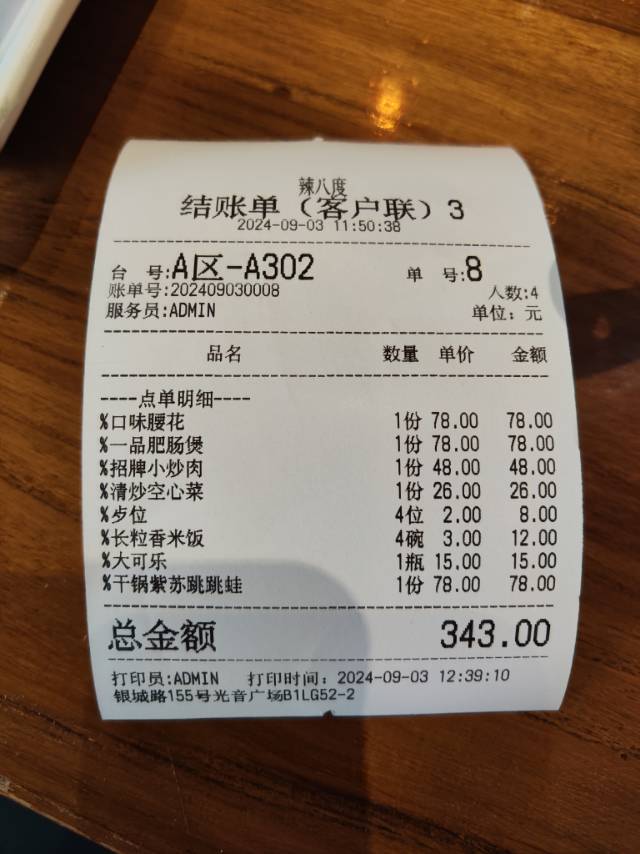 辣八度
结账单（客户联）3
2024-09-03 11:50:38
台 号:A区-A302 单 号:8
账单号:202409030008 人数:4
服务员:ADMIN 单位: 元
品名 数量 单价 金额
----点单明细----
%口味腰花 1份 78.00 78.00
%一品肥肠煲 1份 78.00 78.00
%招牌小炒肉 1份 48.00 48.00
%清炒空心菜 1份 26.00 26.00
%歺位 4位 2.00 8.00
%长粒香米饭 4碗 3.00 12.00
%大可乐 1瓶 15.00 15.00
%干锅紫苏跳跳蛙 1份 78.00 78.00
总金额 343.00
打印员:ADMIN 打印时间: 2024-09-03 12:39:10
银城路155号光音广场B1LG52-2